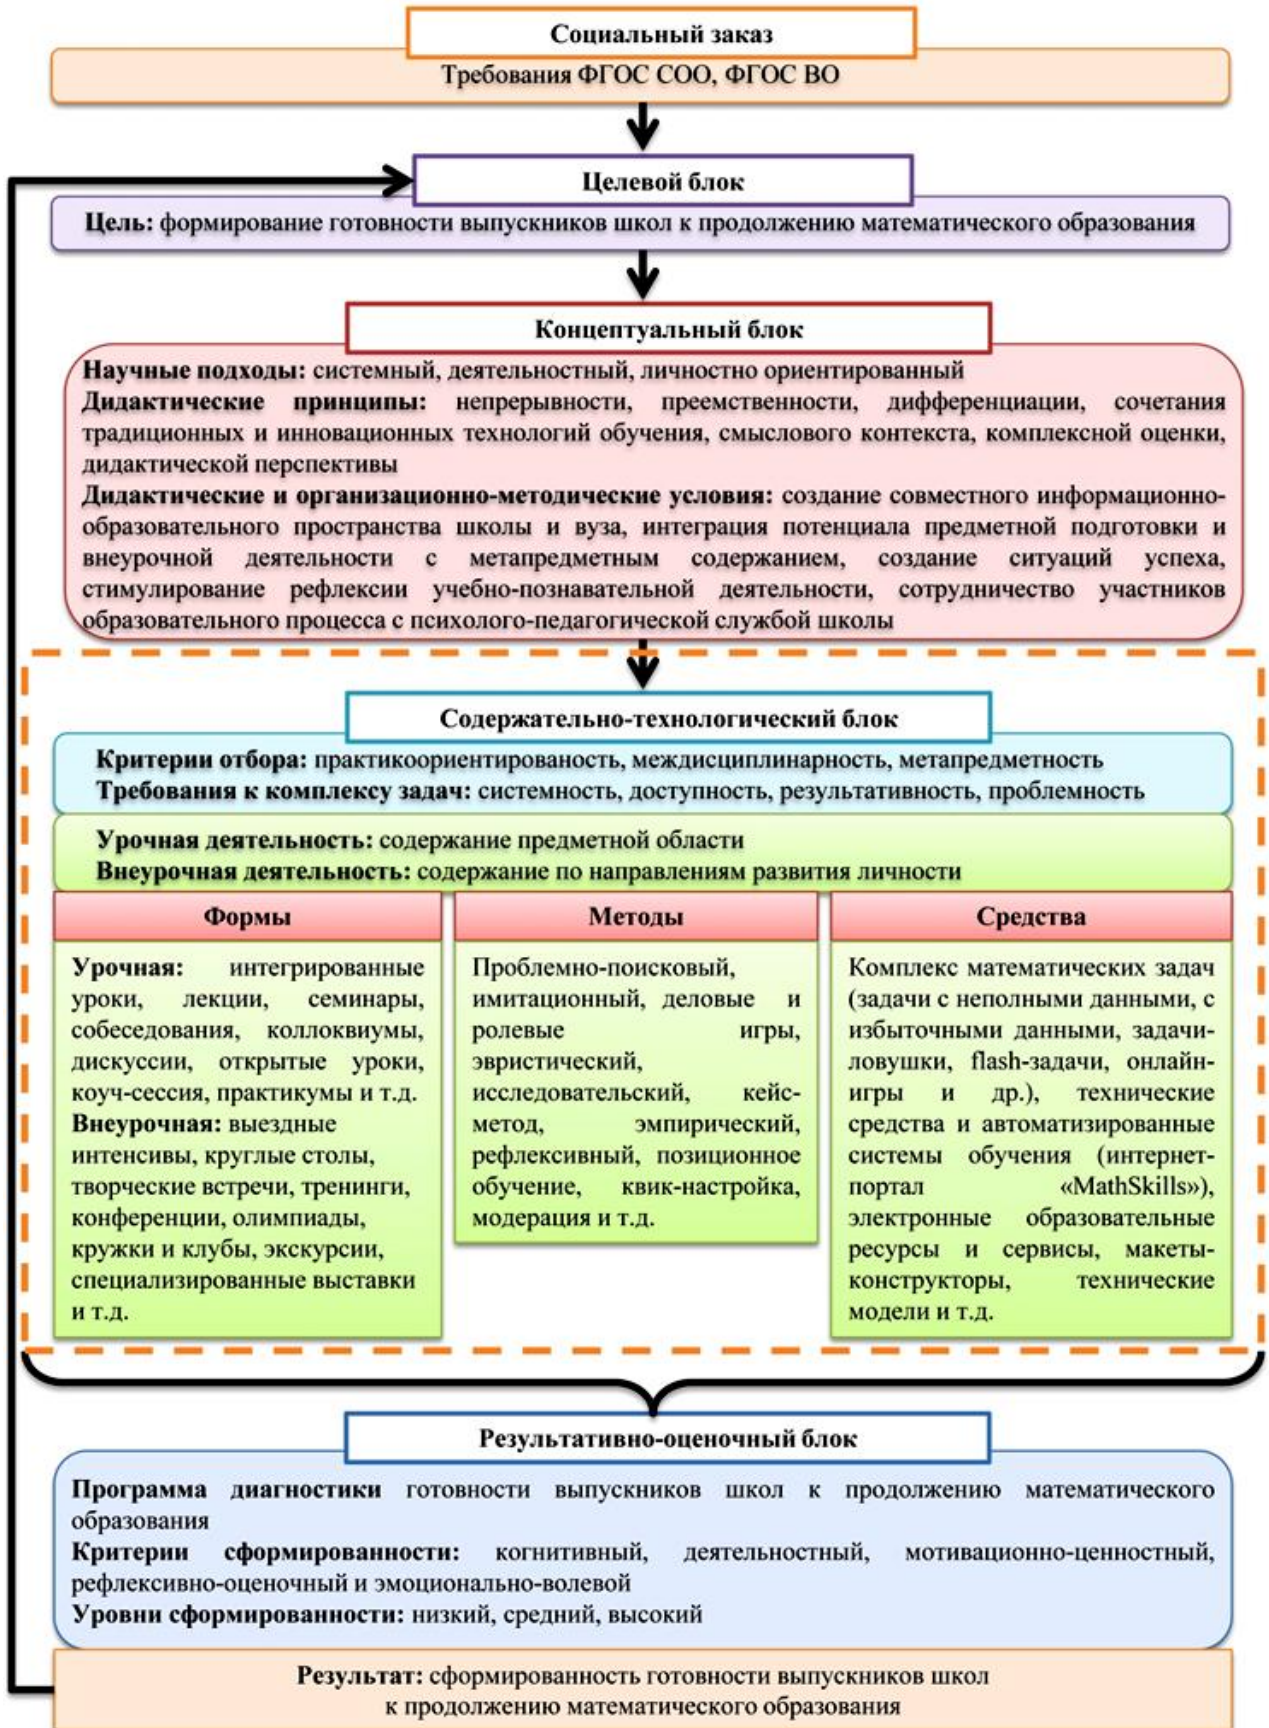 Социальный заказ
Требования ФГОС СОО, ФГОС ВО
Целевой блок
Цель: формирование готовности выпускников школ к продолжению математического образования
Концептуальный блок
Научные подходы: системный, деятельностный, личностно ориентированный
Дидактические принципы: непрерывности, преемственности, дифференциации, сочетания
традиционных и инновационных технологий обучения, смыслового контекста, комплексной оценки,
дидактической перспективы
Дидактические и организационно-методические условия: создание совместного информационно-
образовательного пространства школы и вуза, интеграция потенциала предметной подготовки и
внеурочной деятельности с метапредметным содержанием, создание ситуаций успеха,
стимулирование рефлексии учебно-познавательной деятельности, сотрудничество участников
образовательного процесса с психолого-педагогической службой школы
Содержательно-технологический блок
Критерии отбора: практикоориентированость, междисциплинарность, метапредметность
Требования к комплексу задач: системность, доступность, результативность, проблемность
Урочная деятельность: содержание предметной области
Внеурочная деятельность: содержание по направлениям развития личности
Формы
Урочная: интегрированные
уроки, лекции, семинары,
собеседования, коллоквиумы,
дискуссии, открытые уроки,
коуч-сессия, практикумы и т.д.
Внеурочная: выездные
интенсивы, круглые столы,
творческие встречи, тренинги,
конференции, олимпиады,
кружки и клубы, экскурсии,
специализированные выставки
и т.д.
Методы
Проблемно-поисковый,
имитационный, деловые и
ролевые игры,
эвристический,
исследовательский, кейс-
метод, эмпирический,
рефлексивный, позиционное
обучение, квик-настройка,
модерация и т.д.
Средства
Комплекс математических задач
(задачи с неполными данными, с
избыточными данными, задачи-
ловушки, flash-задачи, онлайн-
игры и др.), технические
средства и автоматизированные
системы обучения (интернет-
портал «MathSkills»),
электронные образовательные
ресурсы и сервисы, макеты-
конструкторы, технические
модели и т.д.
Результативно-оценочный блок
Программа диагностики готовности выпускников школ к продолжению математического
образования
Критерии сформированности: когнитивный, деятельностный, мотивационно-ценностный,
рефлексивно-оценочный и эмоционально-волевой
Уровни сформированности: низкий, средний, высокий
Результат: сформированность готовности выпускников школ
к продолжению математического образования